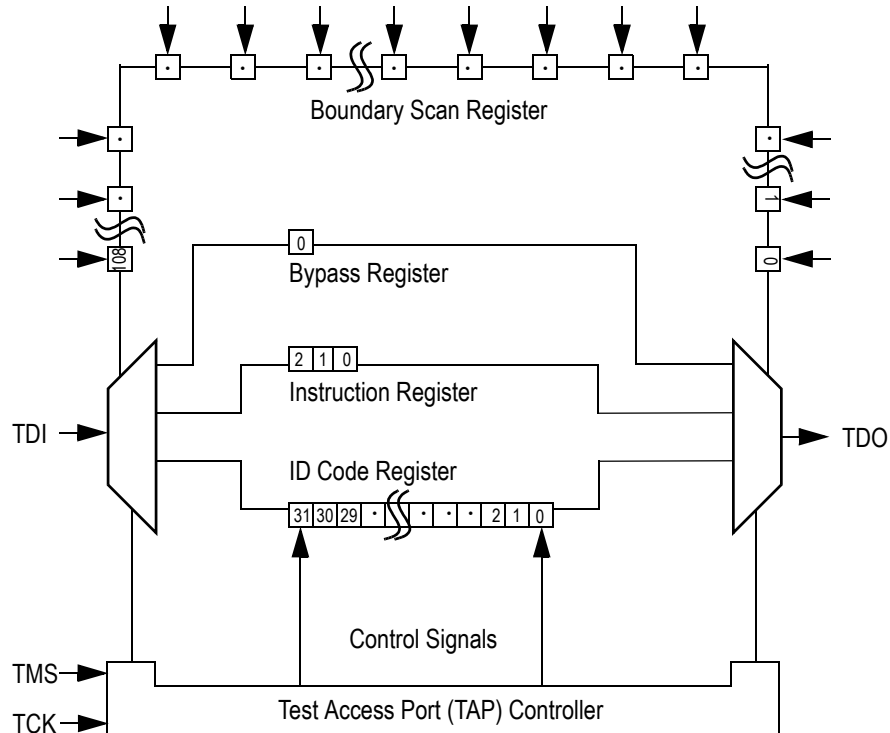 Boundary Scan Register
108
1
0
0
Bypass Register
2 1 0
Instruction Register
TDI
TDO
ID Code Register
31 30 29 · · · · 2 1 0
Control Signals
TMS
Test Access Port (TAP) Controller
TCK